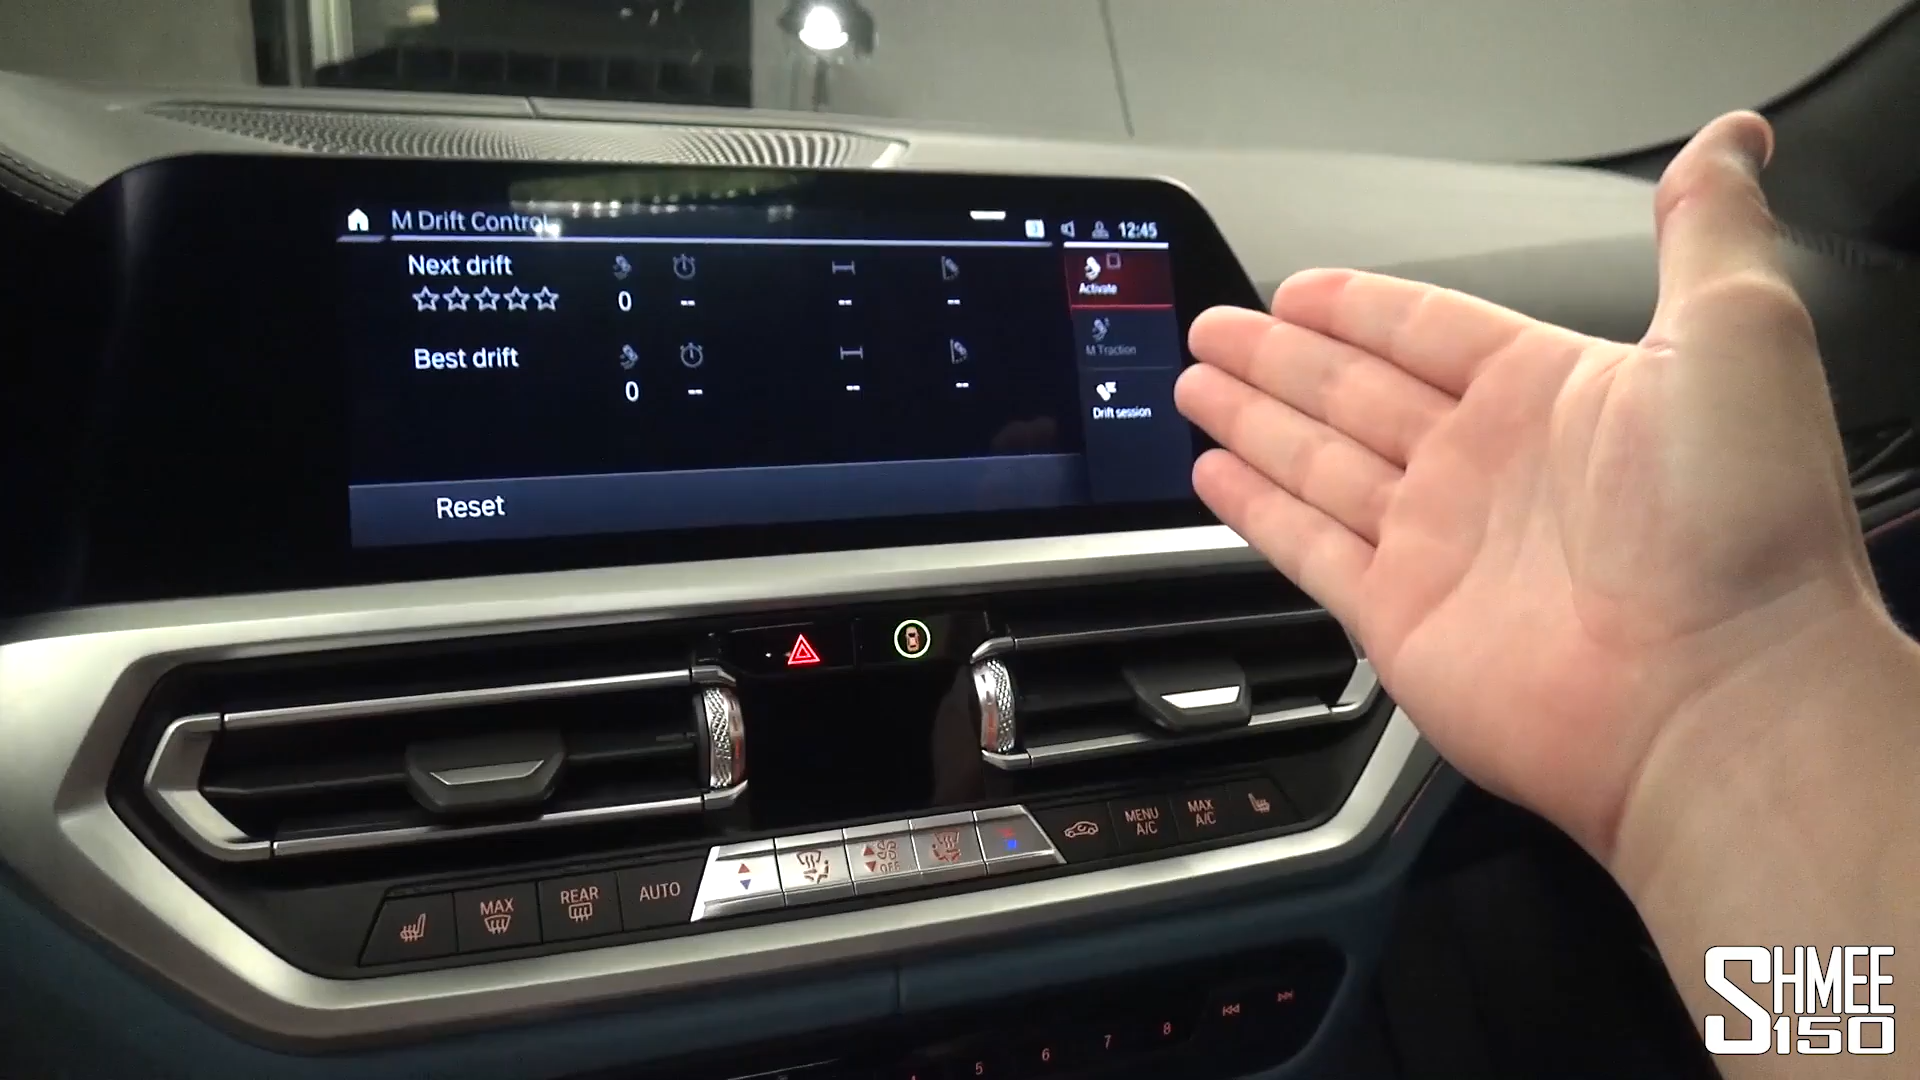 M Drift Control
12:45
Next drift
0 -- -- --
Activate
M Traction
Best drift
0 -- -- --
Drift session
Reset
MAX
REAR
AUTO
OFF
MENU
A/C
MAX
A/C
5 6 7 8
SHMEE
150